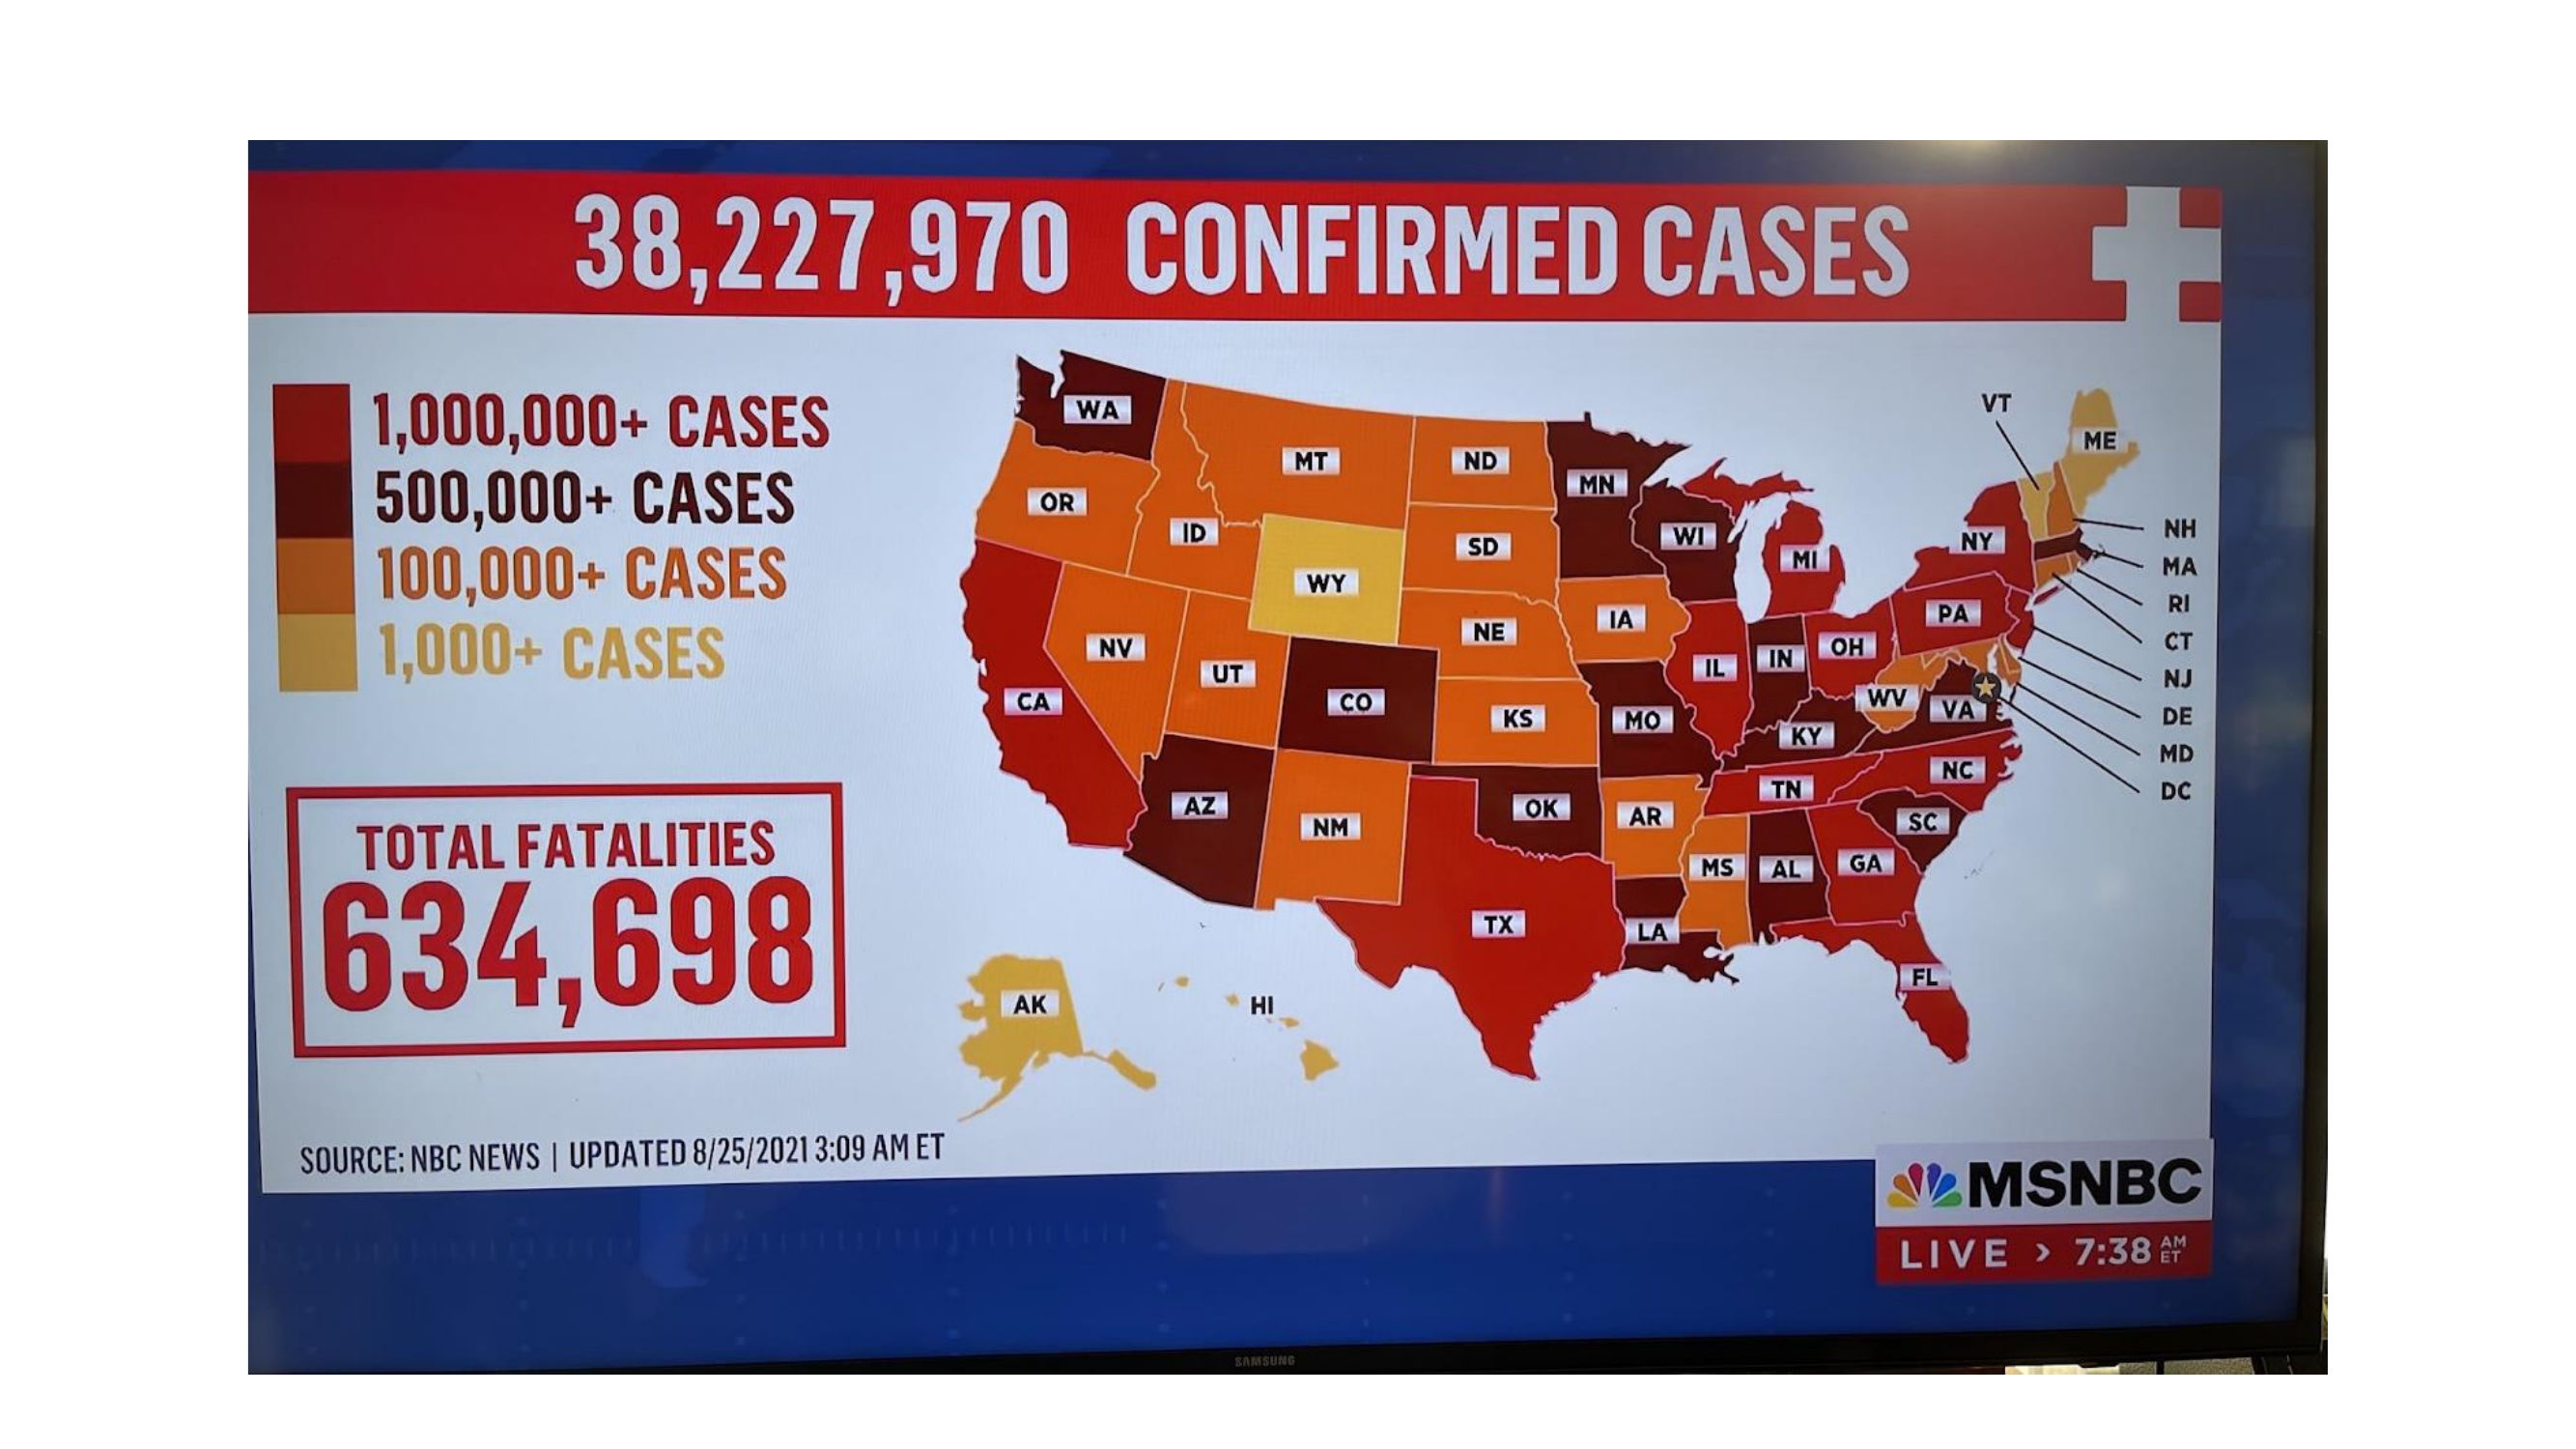 38,227,970 CONFIRMED CASES
1,000,000+ CASES
500,000+ CASES
100,000+ CASES
1,000+ CASES
TOTAL FATALITIES
634,698
SOURCE: NBC NEWS | UPDATED 8/25/2021 3:09 AM ET
WA
MT
ND
MN
OR
ID
SD
WI
MI
WY
NV
UT
NE
IA
IL
IN
OH
PA
NY
VT
ME
NH
MA
RI
CT
NJ
DE
MD
DC
CA
CO
KS
MO
KY
WV
VA
AZ
NM
OK
AR
TN
NC
SC
TX
LA
MS
AL
GA
FL
AK
HI
MSNBC
LIVE > 7:38 AM ET
SAMSUNG